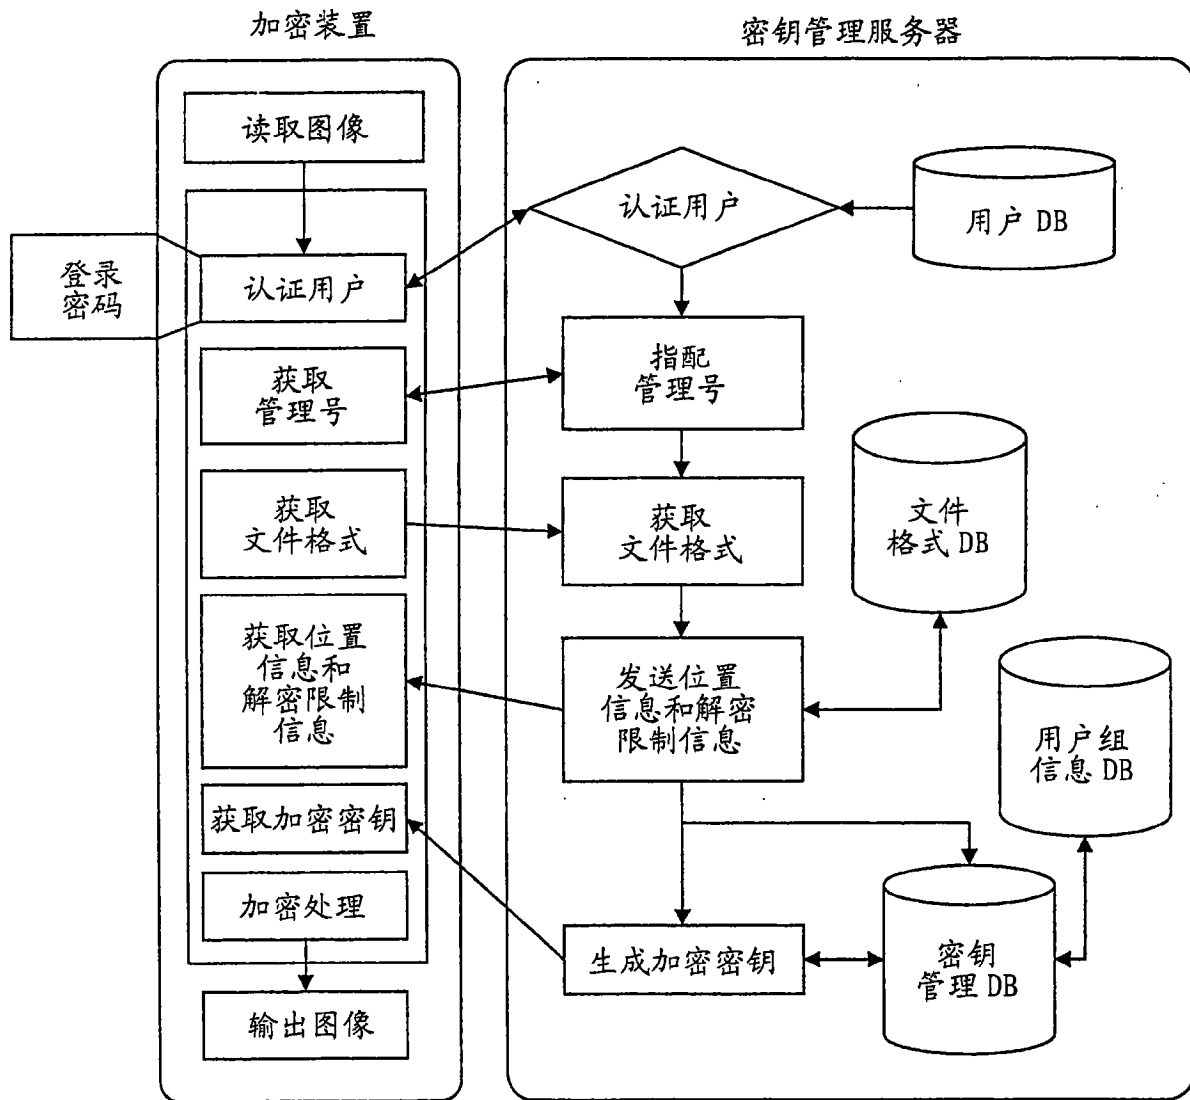 加密装置
密钥管理服务器
读取图像
登录
密码
认证用户
获取
管理号
获取
文件格式
获取位置
信息和
解密限制
信息
获取加密密钥
加密处理
输出图像
认证用户
用户 DB
指配
管理号
获取
文件格式
文件
格式 DB
发送位置
信息和解密
限制信息
用户组
信息 DB
生成加密密钥
密钥
管理 DB